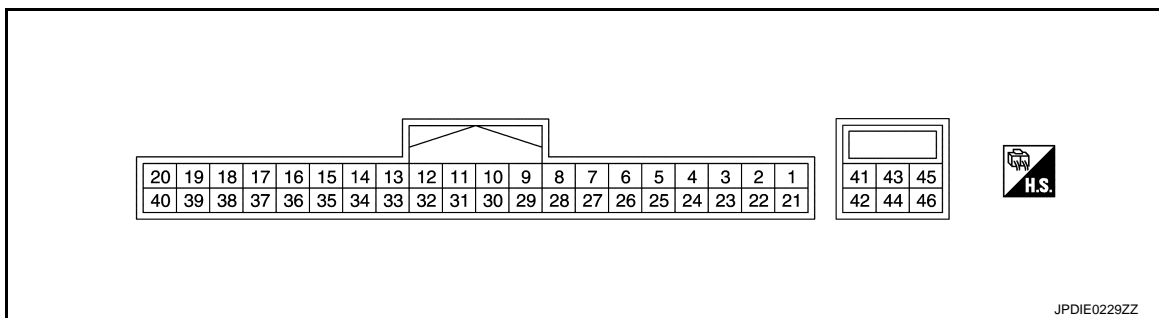 20 19 18 17 16 15 14 13 12 11 10 9 8 7 6 5 4 3 2 1
40 39 38 37 36 35 34 33 32 31 30 29 28 27 26 25 24 23 22 21
41 43 45
42 44 46
H.S.
JPDIE0229ZZ